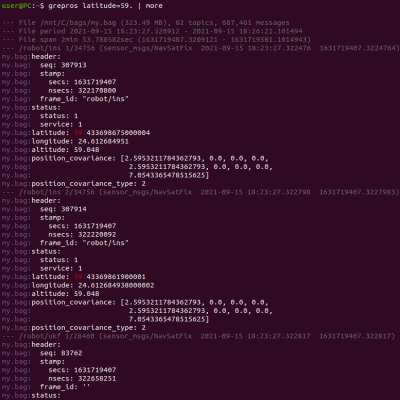 user@PC:~$ grepros latitude=59. | more

--- File /mnt/C/bags/my.bag (323.49 MB), 82 topics, 687,461 messages
--- File period 2021-09-15 18:23:27.320912 - 2021-09-15 18:26:21.101494
--- File span 2min 53.780582sec (1631719407.3209121 - 1631719581.1014943)
--- /robot/ins 1/34756 (sensor_msgs/NavSatFix  2021-09-15 18:23:27.322476  1631719407.3224764)
my.bag:header:
my.bag:  seq: 307913
my.bag:  stamp:
my.bag:    secs: 1631719407
my.bag:    nsecs: 322170800
my.bag:  frame_id: "robot/ins"
my.bag:status:
my.bag:  status: 1
my.bag:  service: 1
my.bag:latitude: 59.433698675000004
my.bag:longitude: 24.612684951
my.bag:altitude: 59.048
my.bag:position_covariance: [2.5953211784362793, 0.0, 0.0, 0.0,
my.bag:                      2.5953211784362793, 0.0, 0.0, 0.0,
my.bag:                      7.0543365478515625]
my.bag:position_covariance_type: 2
--- /robot/ins 2/34756 (sensor_msgs/NavSatFix  2021-09-15 18:23:27.322798  1631719407.3227983)
my.bag:header:
my.bag:  seq: 307914
my.bag:  stamp:
my.bag:    secs: 1631719407
my.bag:    nsecs: 322220092
my.bag:  frame_id: "robot/ins"
my.bag:status:
my.bag:  status: 1
my.bag:  service: 1
my.bag:latitude: 59.43369861900001
my.bag:longitude: 24.612684938000002
my.bag:altitude: 59.048
my.bag:position_covariance: [2.5953211784362793, 0.0, 0.0, 0.0,
my.bag:                      2.5953211784362793, 0.0, 0.0, 0.0,
my.bag:                      7.0543365478515625]
my.bag:position_covariance_type: 2
--- /robot/ukf 1/28466 (sensor_msgs/NavSatFix  2021-09-15 18:23:27.322817  1631719407.322817)
my.bag:header:
my.bag:  seq: 83762
my.bag:  stamp:
my.bag:    secs: 1631719407
my.bag:    nsecs: 322658251
my.bag:  frame_id: ''
my.bag:status: